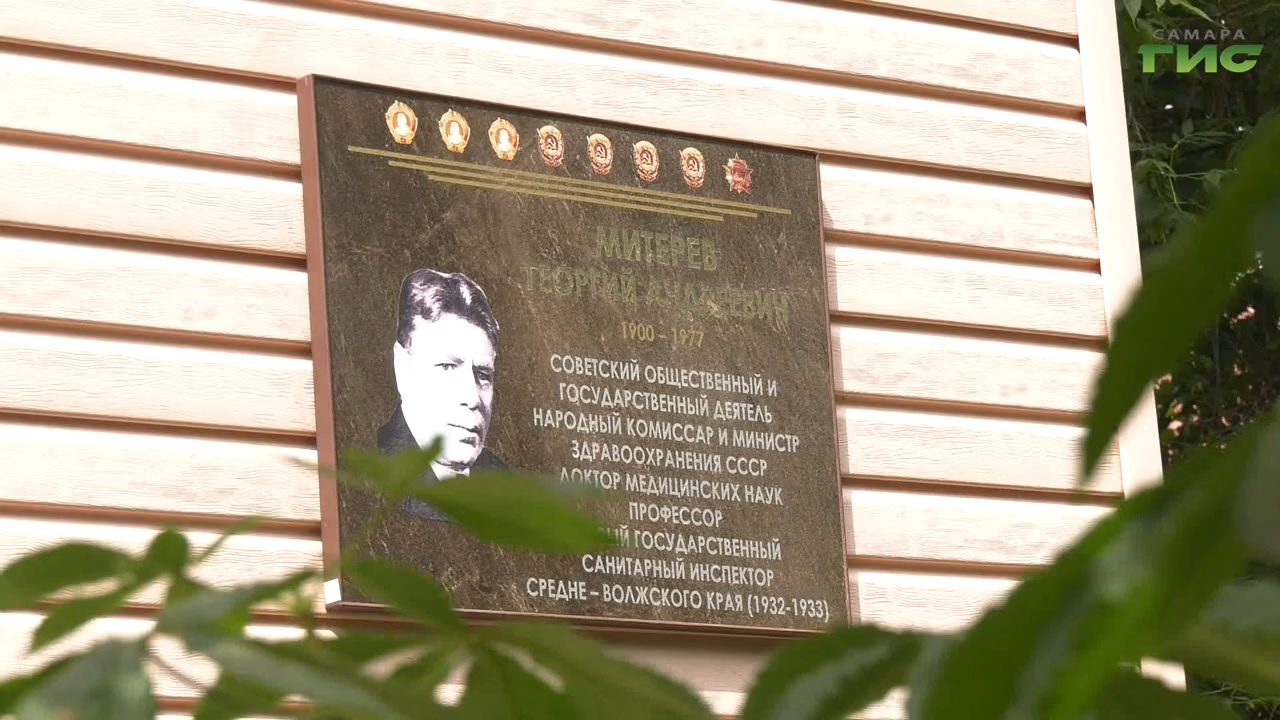 САМАРА
ГИС
МИТЕРЕВ
ГЕОРГИЙ АНДРЕЕВИЧ
1900 – 1977
СОВЕТСКИЙ ОБЩЕСТВЕННЫЙ И
ГОСУДАРСТВЕННЫЙ ДЕЯТЕЛЬ
НАРОДНЫЙ КОМИССАР И МИНИСТР
ЗДРАВООХРАНЕНИЯ СССР
ДОКТОР МЕДИЦИНСКИХ НАУК
ПРОФЕССОР
ГОСУДАРСТВЕННЫЙ
САНИТАРНЫЙ ИНСПЕКТОР
СРЕДНЕ – ВОЛЖСКОГО КРАЯ (1932-1933)